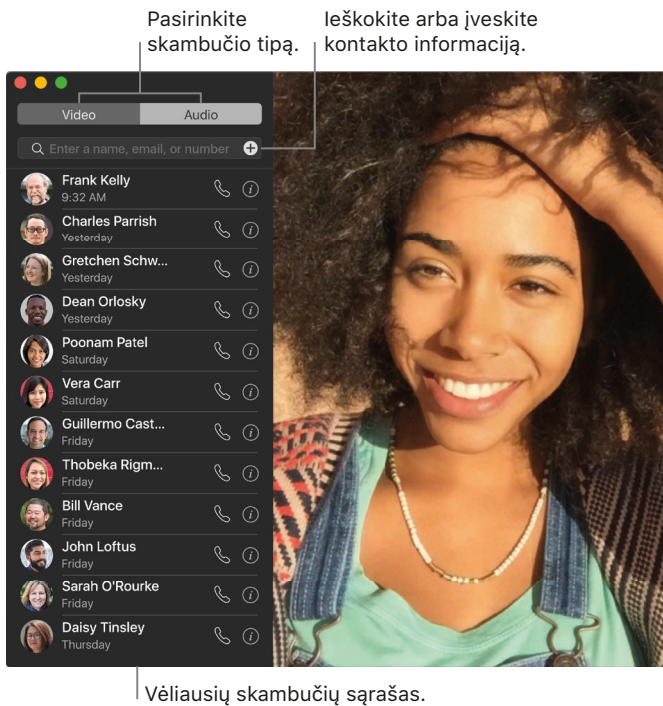 Pasirinkite
skambučio tipą.
Ieškokite arba įveskite
kontakto informaciją.
Video
Audio
Enter a name, email, or number
Frank Kelly
9:32 AM
Charles Parrish
Yesterday
Gretchen Schw...
Yesterday
Dean Orlosky
Yesterday
Poonam Patel
Saturday
Vera Carr
Saturday
Guillermo Cast...
Friday
Thobeka Rigm...
Friday
Bill Vance
Friday
John Loftus
Friday
Sarah O'Rourke
Friday
Daisy Tinsley
Thursday
Vėliausių skambučių sąrašas.